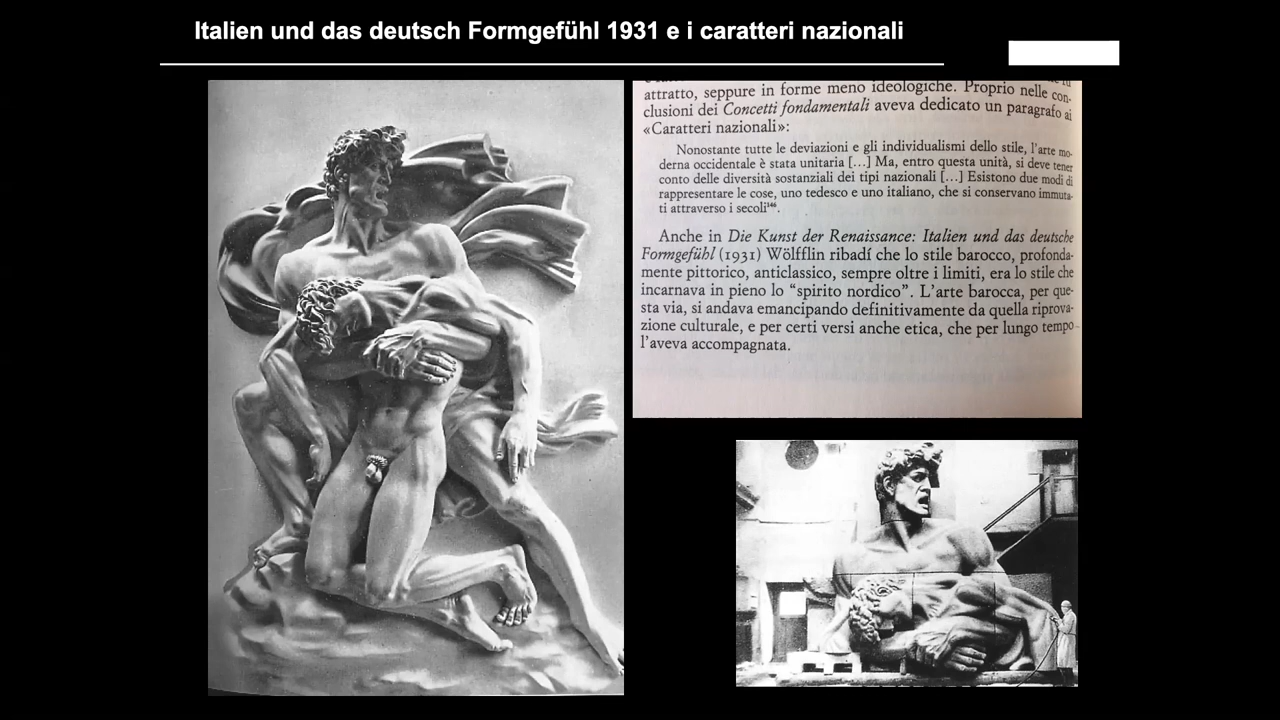 Italien und das deutsch Formgefühl 1931 e i caratteri nazionali
attratto, seppure in forme meno ideologiche. Proprio nelle con-
clusioni dei Concetti fondamentali aveva dedicato un paragrafo ai
«Caratteri nazionali»:
Nonostante tutte le deviazioni e gli individualismi dello stile, l'arte mo-
derna occidentale è stata unitaria [...] Ma, entro questa unità, si deve tener
conto delle diversità sostanziali dei tipi nazionali [...] Esistono due modi di
rappresentare le cose, uno tedesco e uno italiano, che si conservano immuta-
ti attraverso i secoli¹⁴⁶.
Anche in Die Kunst der Renaissance: Italien und das deutsche
Formgefühl (1931) Wölfflin ribadí che lo stile barocco, profonda-
mente pittorico, anticlassico, sempre oltre i limiti, era lo stile che
incarnava in pieno lo "spirito nordico". L'arte barocca, per que-
sta via, si andava emancipando definitivamente da quella riprova-
zione culturale, e per certi versi anche etica, che per lungo tempo
l'aveva accompagnata.